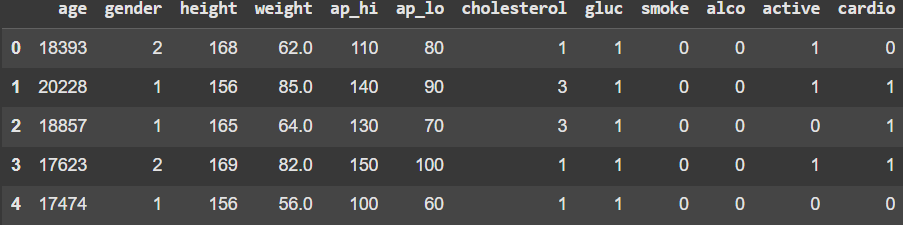 age gender height weight ap_hi ap_lo cholesterol gluc smoke alco active cardio
0 18393 2 168 62.0 110 80 1 1 0 0 1 0
1 20228 1 156 85.0 140 90 3 1 0 0 1 1
2 18857 1 165 64.0 130 70 3 1 0 0 0 1
3 17623 2 169 82.0 150 100 1 1 0 0 1 1
4 17474 1 156 56.0 100 60 1 1 0 0 0 0